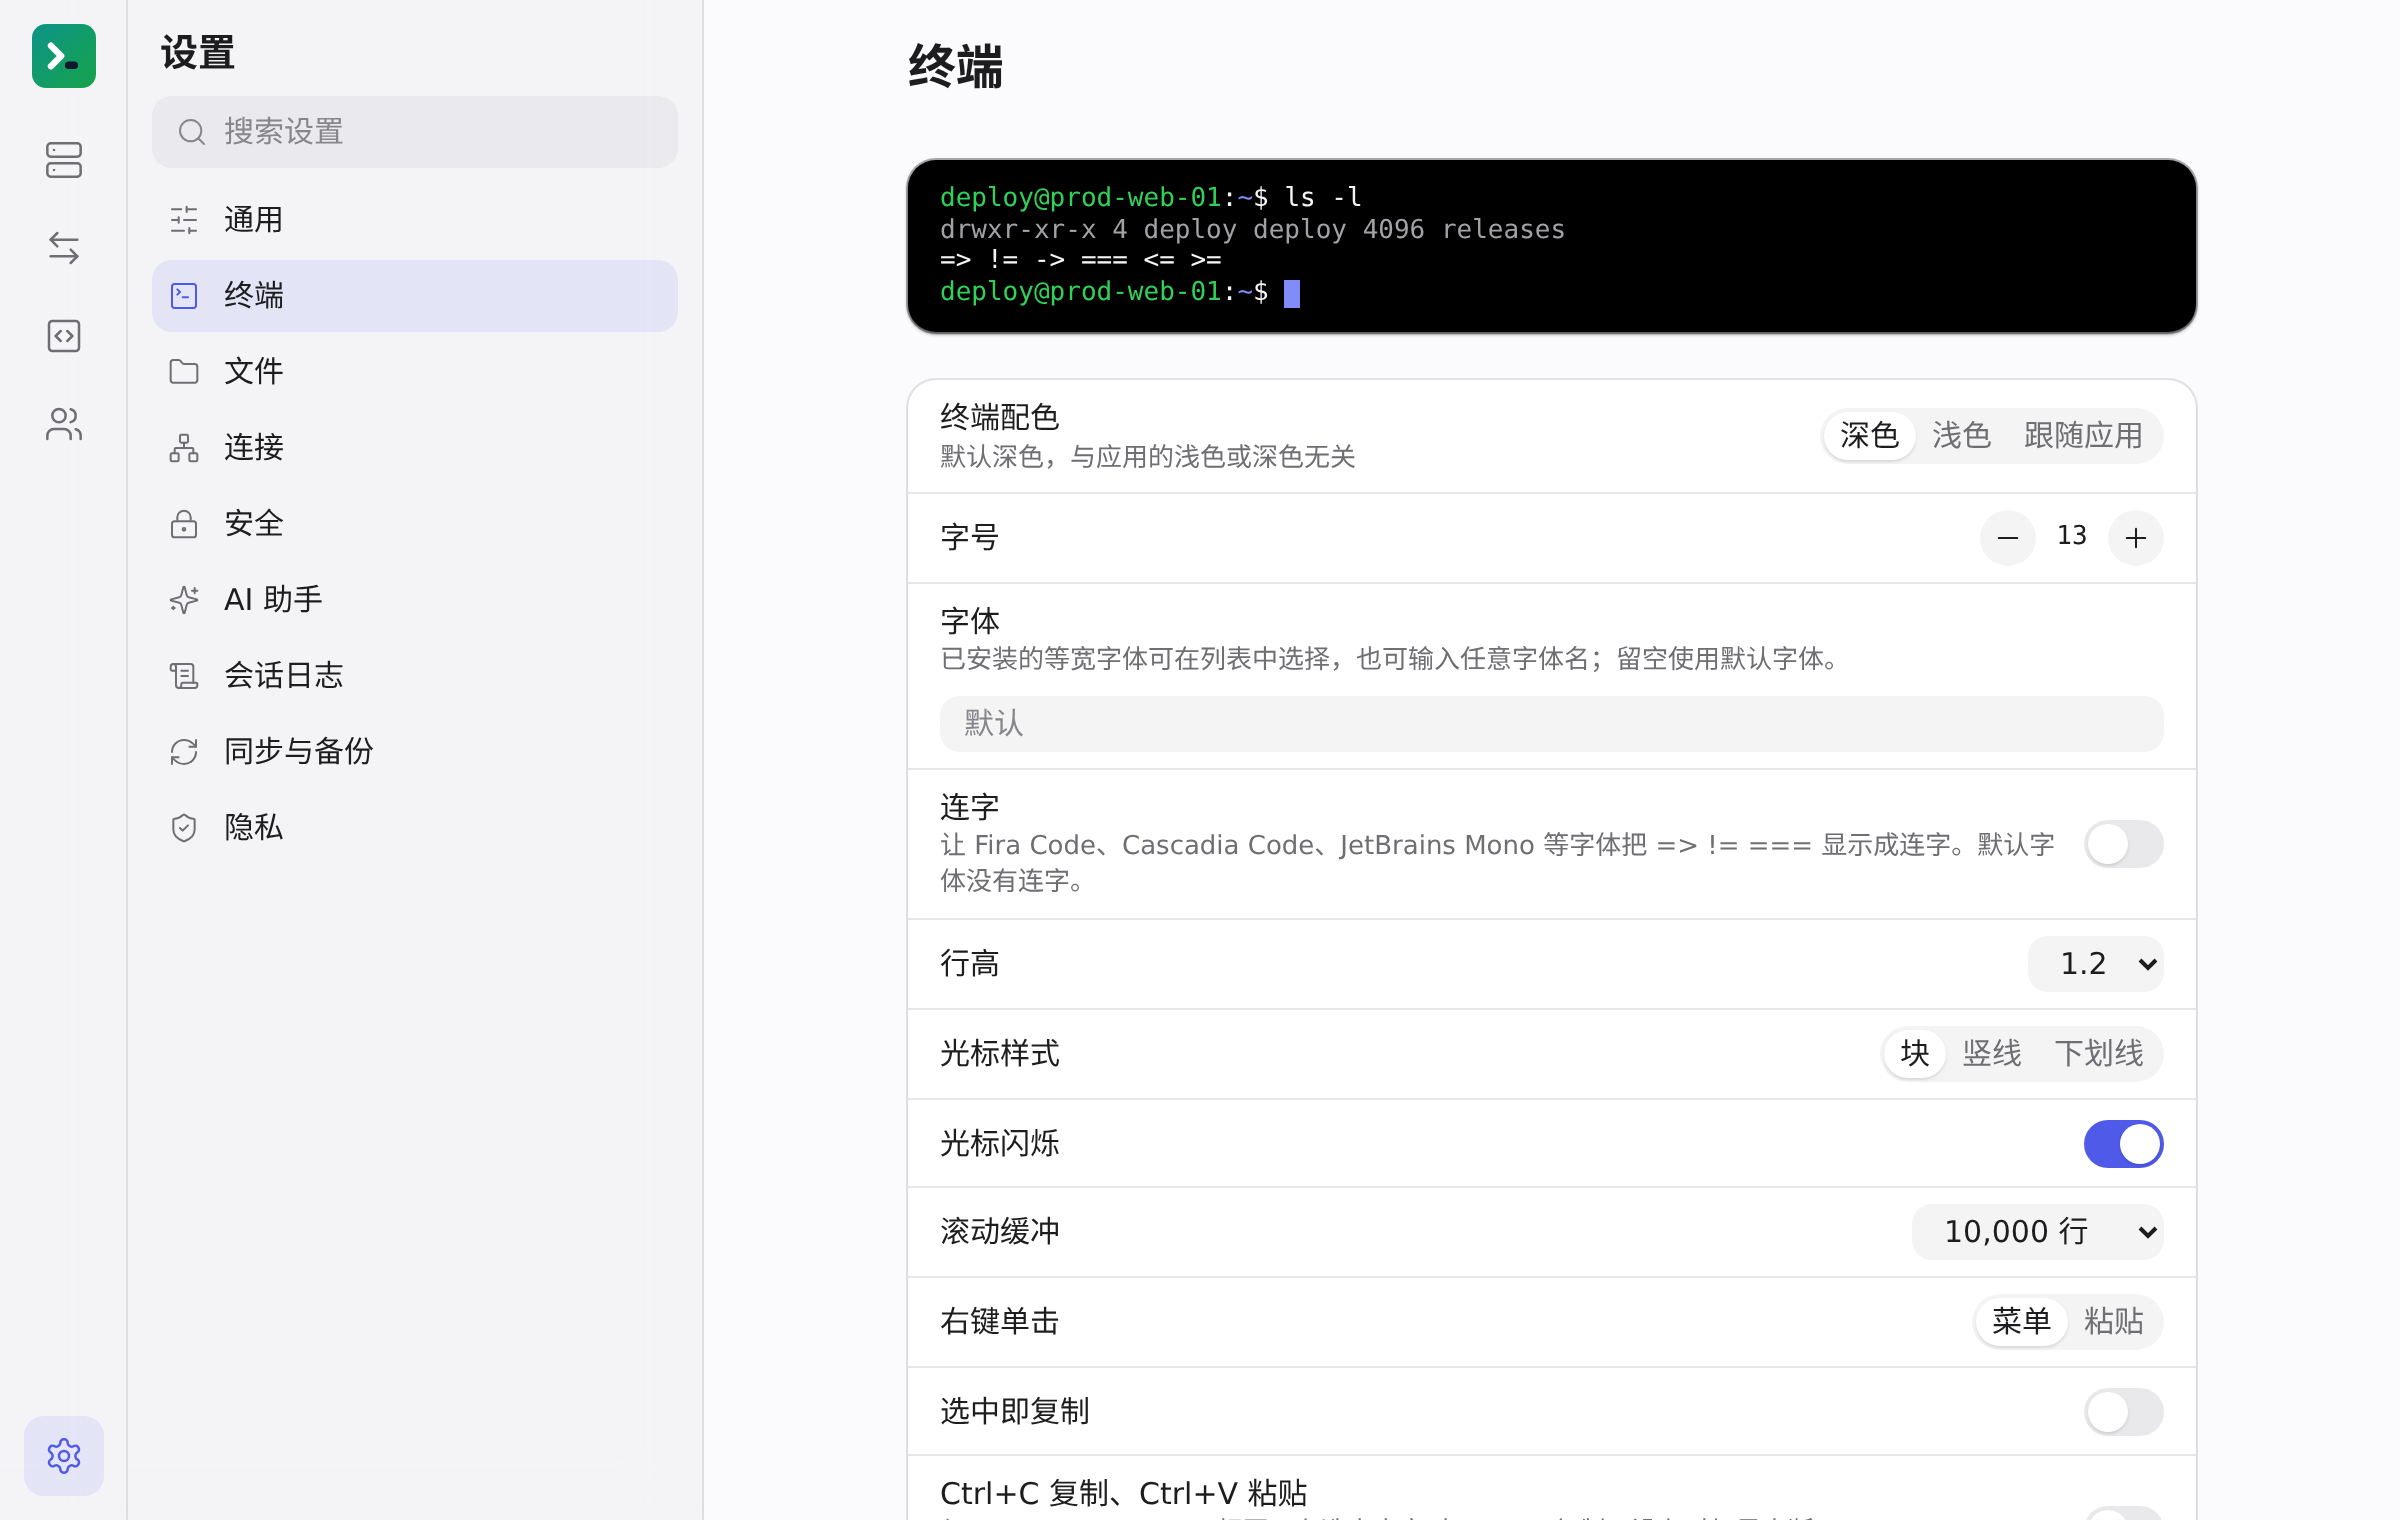 设置
搜索设置
通用
终端
文件
连接
安全
AI 助手
会话日志
同步与备份
隐私
终端
deploy@prod-web-01:~$ ls -l
drwxr-xr-x 4 deploy deploy 4096 releases
=> != -> === <= >=
deploy@prod-web-01:~$
终端配色
默认深色，与应用的浅色或深色无关
深色 浅色 跟随应用
字号
13
字体
已安装的等宽字体可在列表中选择，也可输入任意字体名；留空使用默认字体。
默认
连字
让 Fira Code、Cascadia Code、JetBrains Mono 等字体把 => != === 显示成连字。默认字
体没有连字。
行高
1.2
光标样式
块 竖线 下划线
光标闪烁
滚动缓冲
10,000 行
右键单击
菜单 粘贴
选中即复制
Ctrl+C 复制、Ctrl+V 粘贴